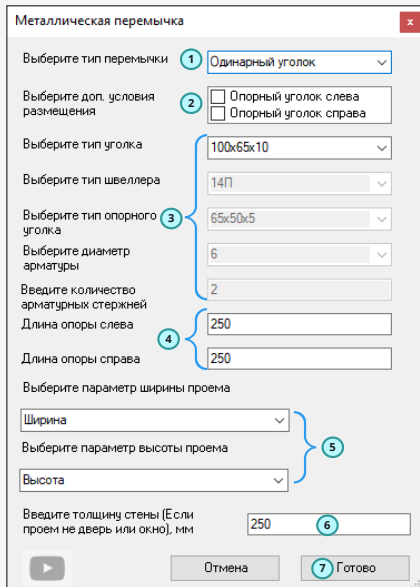 Металлическая перемычка
x
Выберите тип перемычки
1
Одинарный уголок
Выберите доп. условия
размещения
2
Опорный уголок слева
Опорный уголок справа
Выберите тип уголка
100x65x10
Выберите тип швеллера
14П
Выберите тип опорного
уголка
3
65x50x5
Выберите диаметр
арматуры
6
Введите количество
арматурных стержней
2
Длина опоры слева
250
4
Длина опоры справа
250
Выберите параметр ширины проема
Ширина
Выберите параметр высоты проема
5
Высота
Введите толщину стены (Если
проем не дверь или окно), мм
250
6
Отмена
7
Готово